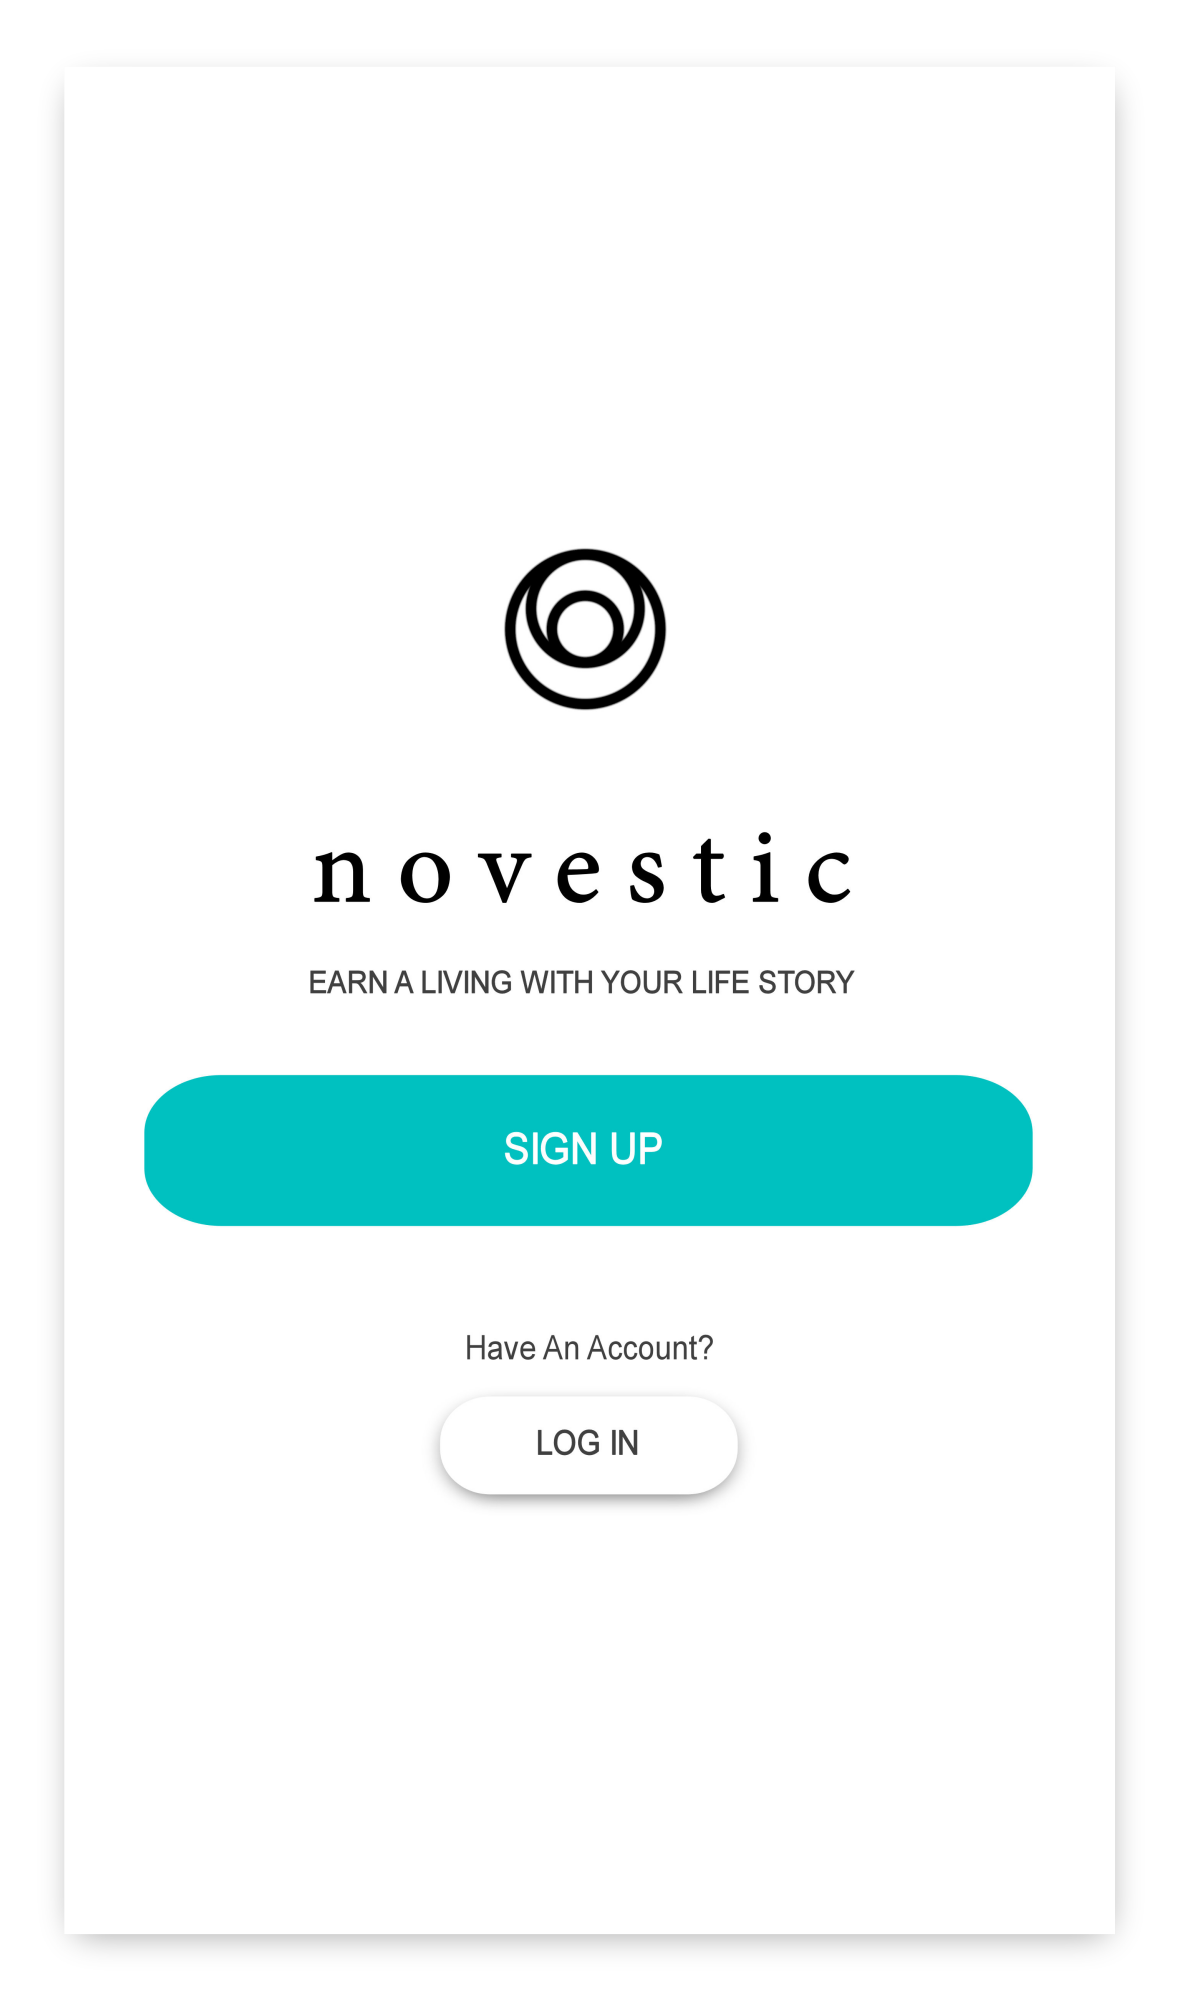 novestic
EARN A LIVING WITH YOUR LIFE STORY
SIGN UP
Have An Account?
LOG IN